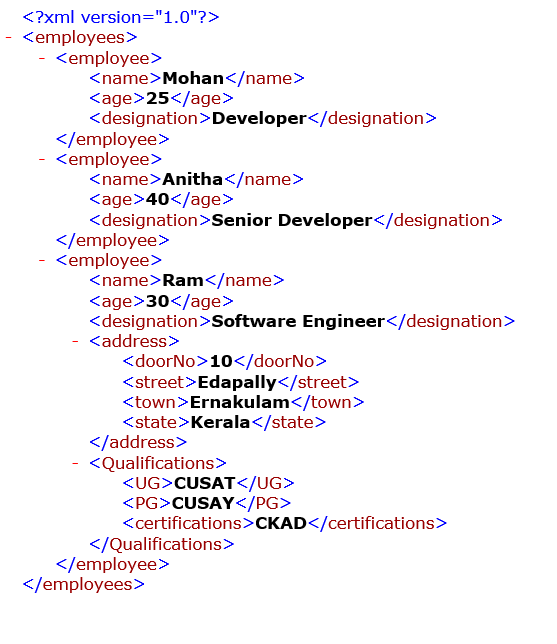 <?xml version="1.0"?>
- <employees>
- <employee>
<name>Mohan</name>
<age>25</age>
<designation>Developer</designation>
</employee>
- <employee>
<name>Anitha</name>
<age>40</age>
<designation>Senior Developer</designation>
</employee>
- <employee>
<name>Ram</name>
<age>30</age>
<designation>Software Engineer</designation>
- <address>
<doorNo>10</doorNo>
<street>Edapally</street>
<town>Ernakulam</town>
<state>Kerala</state>
</address>
- <Qualifications>
<UG>CUSAT</UG>
<PG>CUSAY</PG>
<certifications>CKAD</certifications>
</Qualifications>
</employee>
</employees>